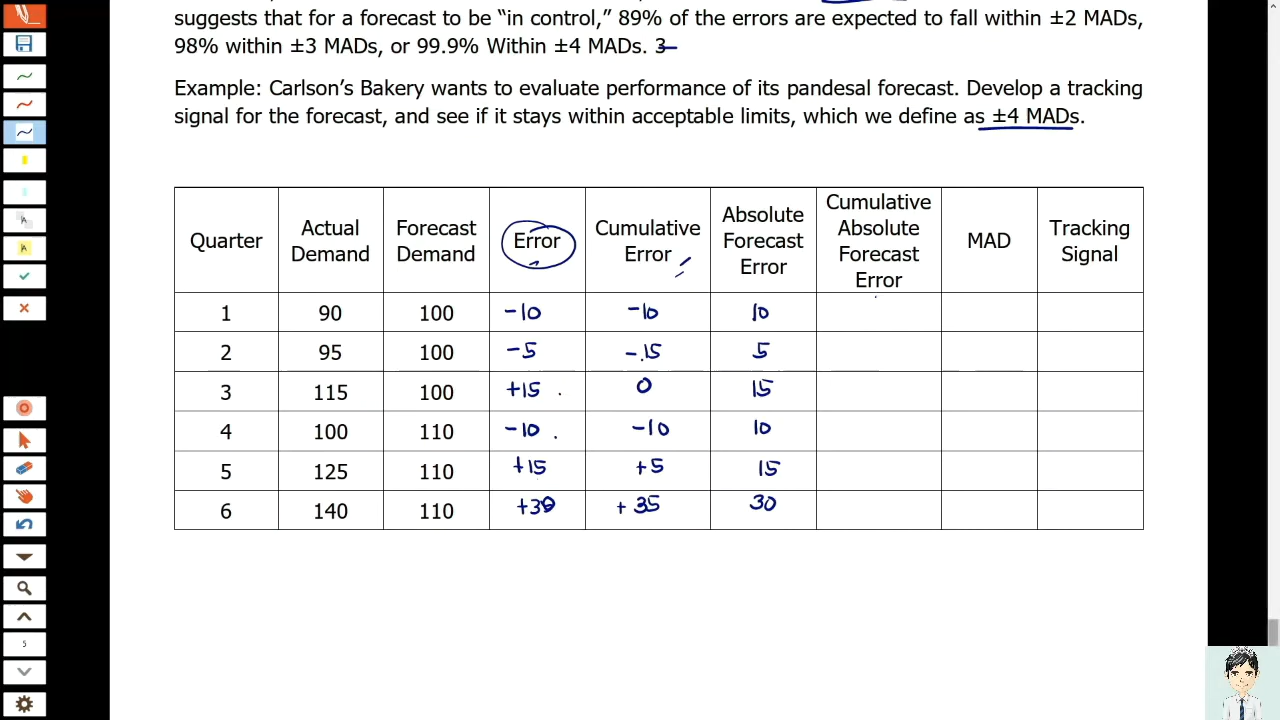 suggests that for a forecast to be “in control,” 89% of the errors are expected to fall within ±2 MADs,
98% within ±3 MADs, or 99.9% Within ±4 MADs. 3
Example: Carlson’s Bakery wants to evaluate performance of its pandesal forecast. Develop a tracking
signal for the forecast, and see if it stays within acceptable limits, which we define as ±4 MADs.
Quarter Actual Demand Forecast Demand Error Cumulative Error Absolute Forecast Error Cumulative Absolute Forecast Error MAD Tracking Signal
1 90 100 -10 -10 10
2 95 100 -5 -15 5
3 115 100 +15 0 15
4 100 110 -10 -10 10
5 125 110 +15 +5 15
6 140 110 +30 +35 30
5